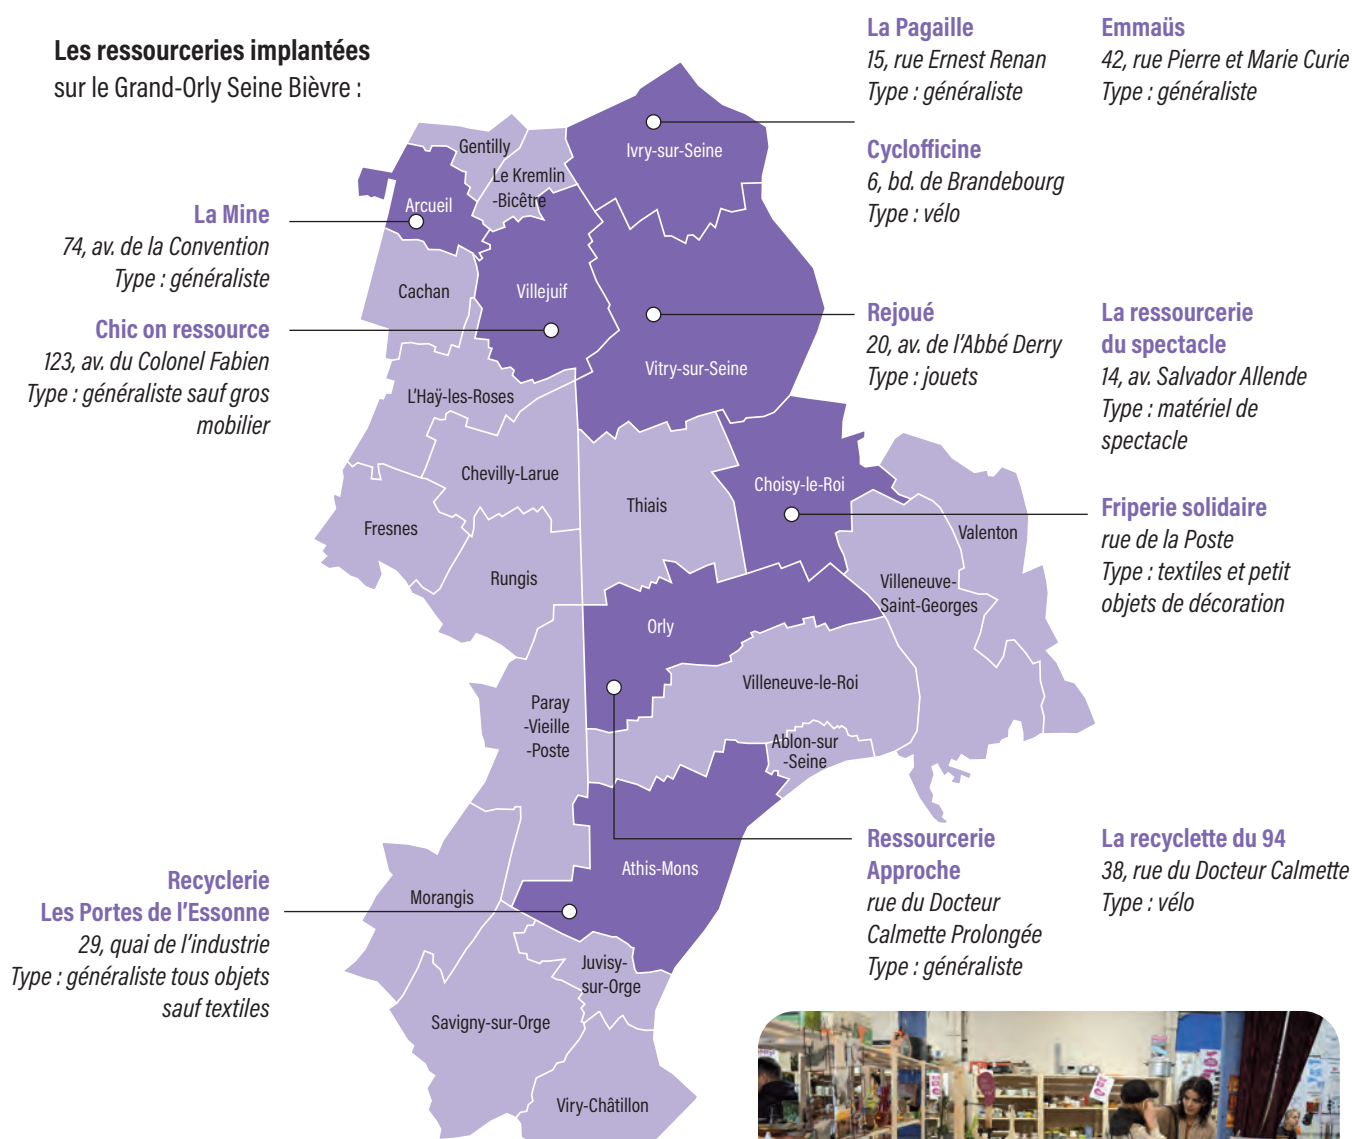 Les ressourceries implantées
sur le Grand-Orly Seine Bièvre :
La Pagaille
15, rue Ernest Renan
Type : généraliste
Emmaüs
42, rue Pierre et Marie Curie
Type : généraliste
Cyclofficine
6, bd. de Brandebourg
Type : vélo
La Mine
74, av. de la Convention
Type : généraliste
Chic on ressource
123, av. du Colonel Fabien
Type : généraliste sauf gros
mobilier
Rejoué
20, av. de l'Abbé Derry
Type : jouets
La ressourcerie
du spectacle
14, av. Salvador Allende
Type : matériel de
spectacle
Friperie solidaire
rue de la Poste
Type : textiles et petit
objets de décoration
Ressourcerie
Approche
rue du Docteur
Calmette Prolongée
Type : généraliste
La recyclette du 94
38, rue du Docteur Calmette
Type : vélo
Recyclerie
Les Portes de l'Essonne
29, quai de l'industrie
Type : généraliste tous objets
sauf textiles
Gentilly
Le Kremlin
-Bicêtre
Ivry-sur-Seine
Arcueil
Cachan
Villejuif
Vitry-sur-Seine
L'Haÿ-les-Roses
Chevilly-Larue
Thiais
Choisy-le-Roi
Fresnes
Rungis
Valenton
Villeneuve-
Saint-Georges
Orly
Villeneuve-le-Roi
Paray
-Vieille
-Poste
Ablon-sur
-Seine
Athis-Mons
Morangis
Juvisy-
sur-Orge
Savigny-sur-Orge
Viry-Châtillon